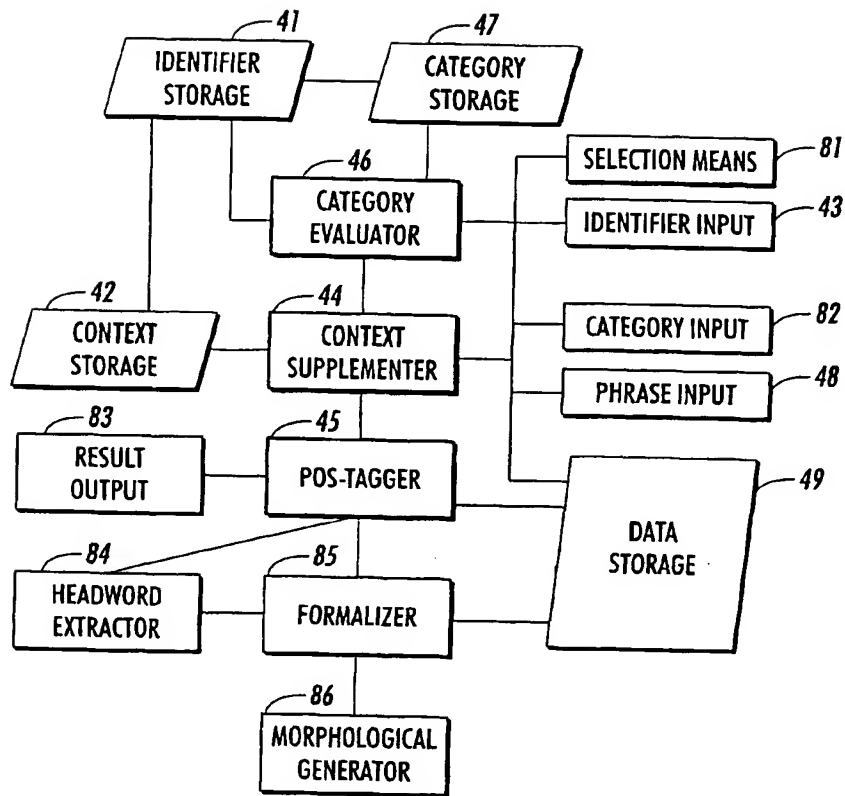 41
IDENTIFIER
STORAGE
47
CATEGORY
STORAGE
46
CATEGORY
EVALUATOR
SELECTION MEANS
81
IDENTIFIER INPUT
43
42
CONTEXT
STORAGE
44
CONTEXT
SUPPLEMENTER
CATEGORY INPUT
82
PHRASE INPUT
48
83
RESULT
OUTPUT
45
POS-TAGGER
49
DATA
STORAGE
84
HEADWORD
EXTRACTOR
85
FORMALIZER
86
MORPHOLOGICAL
GENERATOR